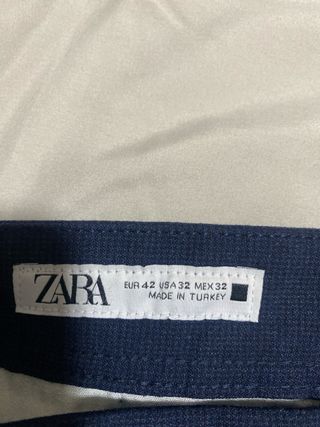 ZARA
EUR 42 USA 32 MEX 32
MADE IN TURKEY